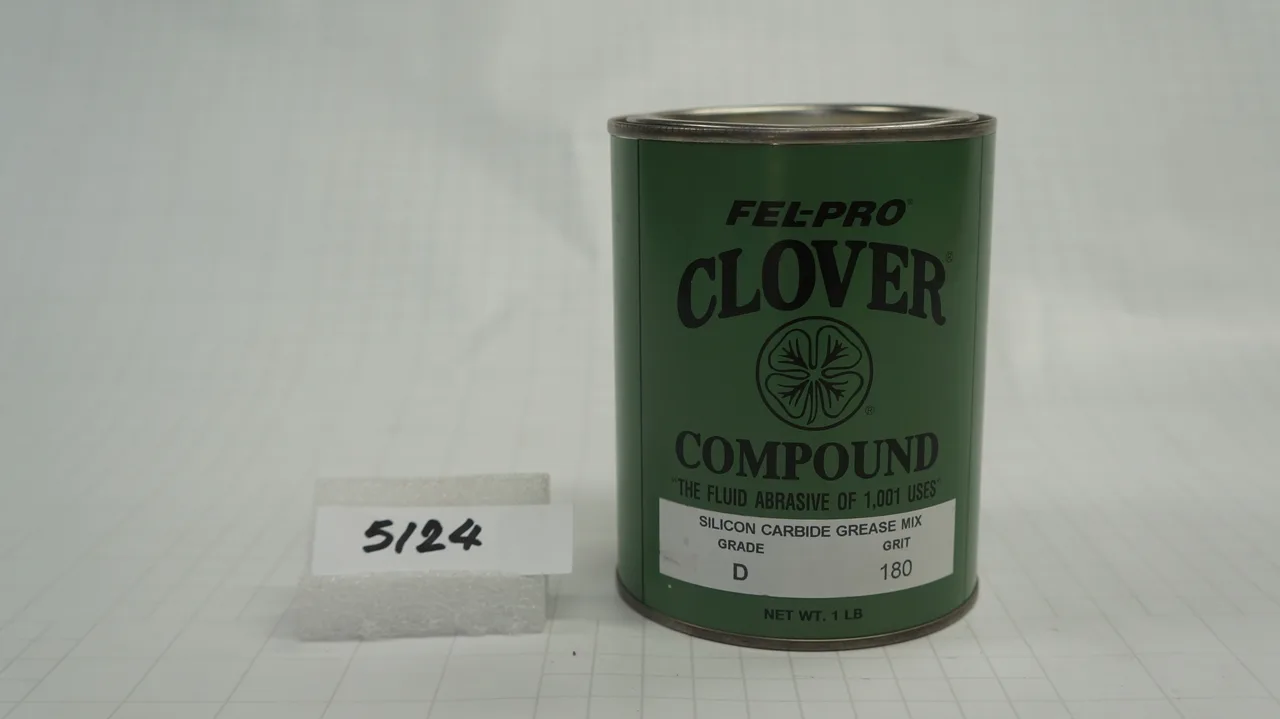 FEL-PRO®
CLOVER®
®
COMPOUND
"THE FLUID ABRASIVE OF 1,001 USES"
SILICON CARBIDE GREASE MIX
GRADE GRIT
D 180
NET WT. 1 LB
5124